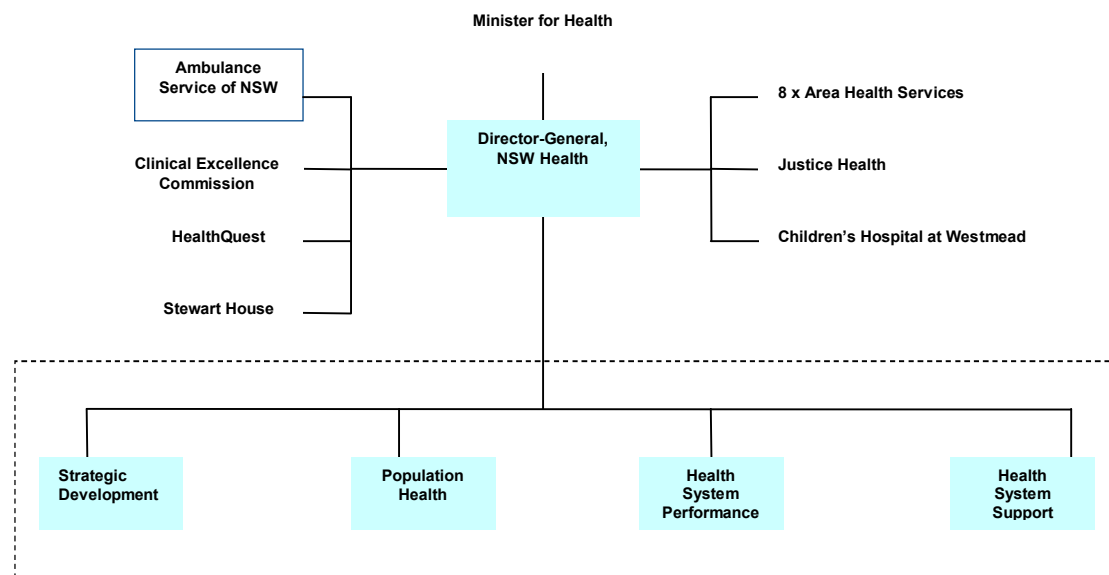 Minister for Health
Ambulance
Service of NSW
8 x Area Health Services
Director-General,
NSW Health
Clinical Excellence
Commission
Justice Health
HealthQuest
Children’s Hospital at Westmead
Stewart House
Strategic
Development
Population
Health
Health
System
Performance
Health
System
Support